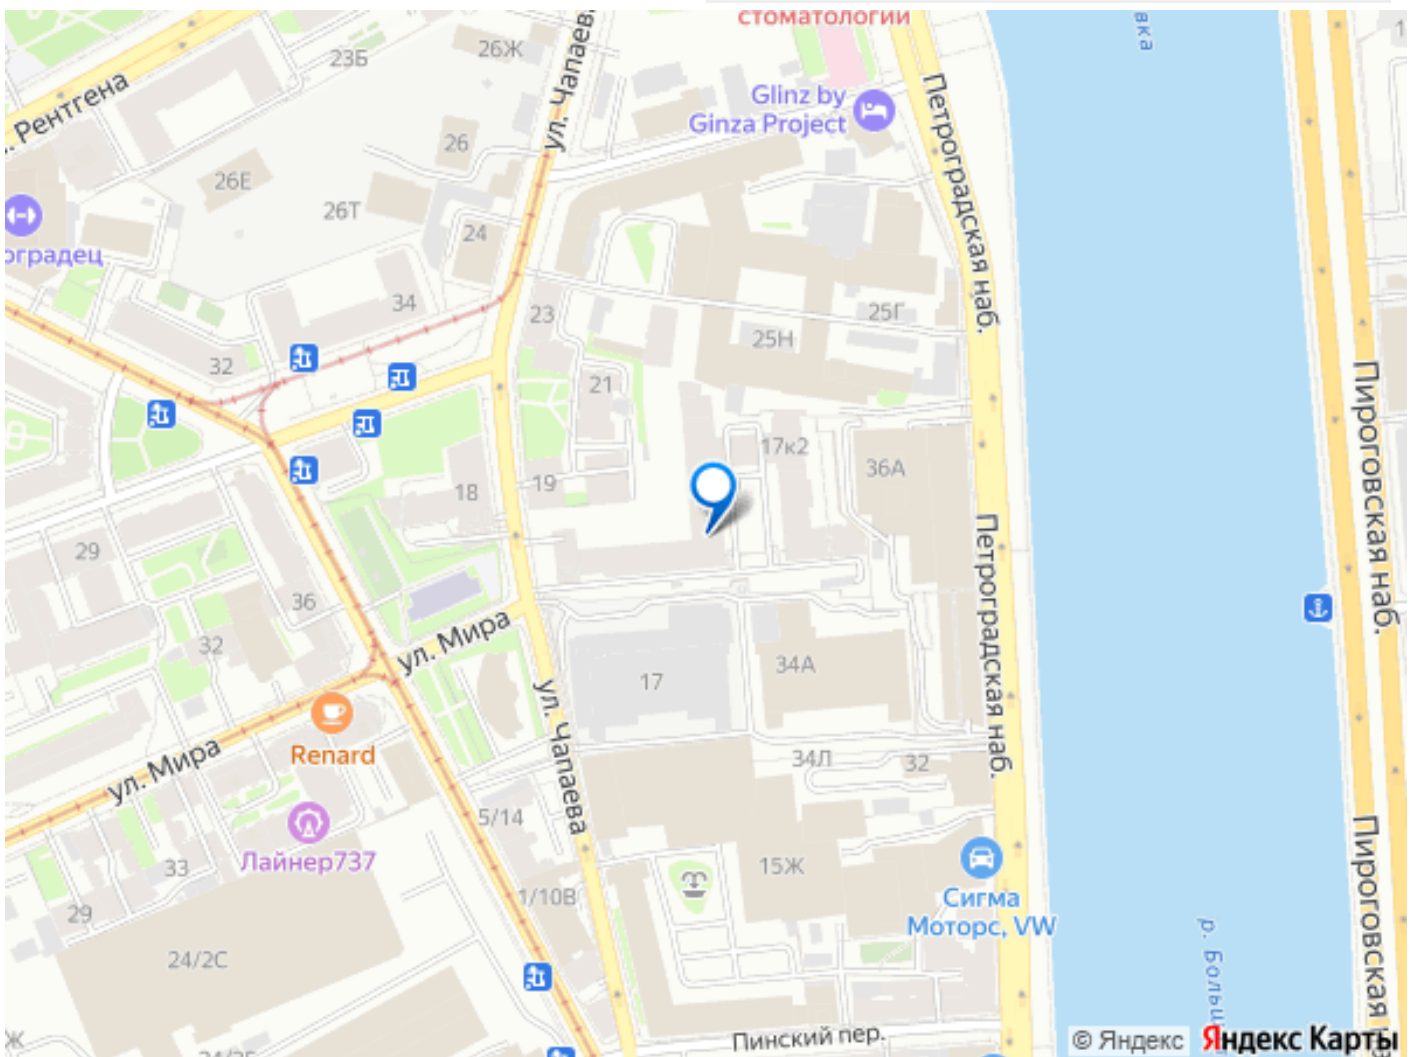 стоматологии
вка
ул. Чапаева
26Ж
23Б
Рентгена
Glinz by
Ginza Project
Петроградская наб.
26
26Е
26Т
24
оградец
34
23
25Г
25Н
32
21
17к2
36А
18
19
Пироговская наб.
29
Петроградская наб.
36
32
ул. Мира
34А
17
ул. Чапаева
Renard
ул. Мира
34Л
32
5/14
Лайнер737
33
15Ж
1/10В
Сигма
Моторс, VW
29
24/2С
р. Больш
Пироговская н
Ж
Пинский пер.
© Яндекс Яндекс Карты